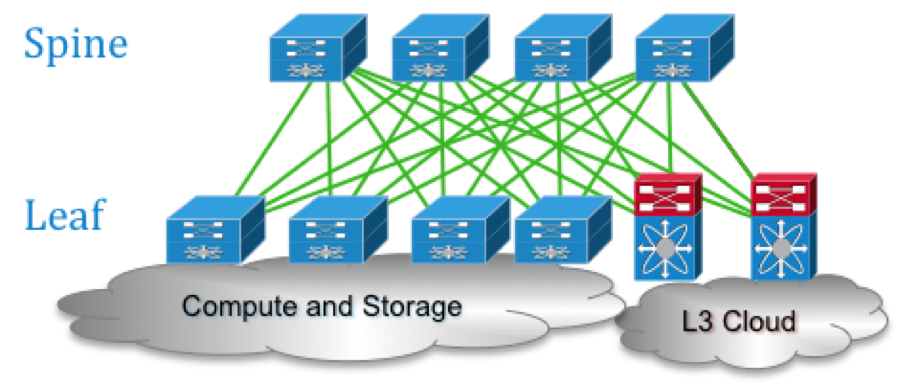 Spine
Leaf
Compute and Storage
L3 Cloud